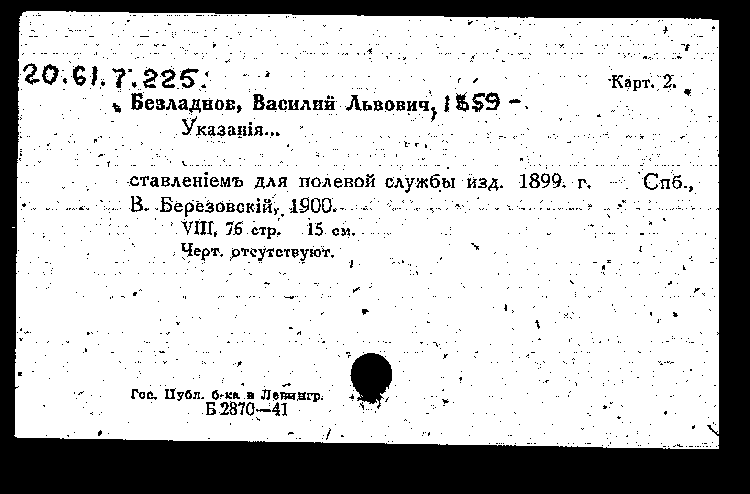 20.61.7.225.
Карт. 2.
Безладнов, Василий Львович, 1859 -
Указанія...
ставленіемъ для полевой службы изд. 1899. г. Спб.,
В. Березовскій, 1900.
VIII, 76 стр. 15 см.
Черт. отсутствуют.
Гос. Публ. б-ка в Ленингр.
Б 2870—41